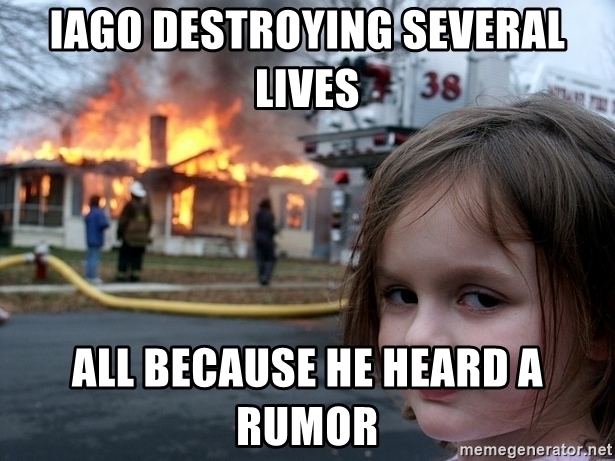 IAGO DESTROYING SEVERAL
LIVES
38
ALL BECAUSE HE HEARD A
RUMOR
memegenerator.net